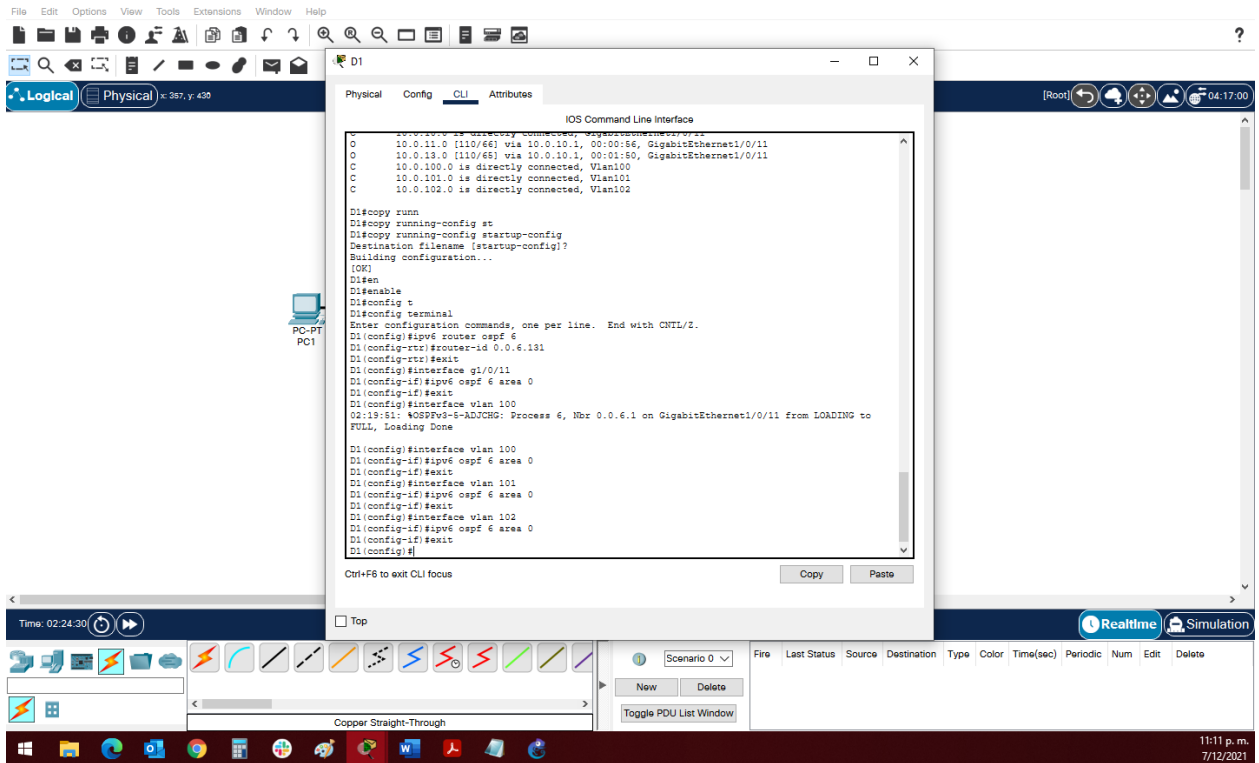 File Edit Options View Tools Extensions Window Help
?
D1
Logical Physical x: 357, y: 430
[Root] 04:17:00
Physical Config CLI Attributes
IOS Command Line Interface
C 10.0.10.0 is directly connected, GigabitEthernet1/0/11
O 10.0.11.0 [110/66] via 10.0.10.1, 00:00:56, GigabitEthernet1/0/11
O 10.0.13.0 [110/65] via 10.0.10.1, 00:01:50, GigabitEthernet1/0/11
C 10.0.100.0 is directly connected, Vlan100
C 10.0.101.0 is directly connected, Vlan101
C 10.0.102.0 is directly connected, Vlan102
D1#copy runn
D1#copy running-config st
D1#copy running-config startup-config
Destination filename [startup-config]?
Building configuration...
[OK]
D1#en
D1#enable
D1#config t
D1#config terminal
Enter configuration commands, one per line. End with CNTL/Z.
D1(config)#ipv6 router ospf 6
D1(config-rtr)#router-id 0.0.6.131
D1(config-rtr)#exit
D1(config)#interface g1/0/11
D1(config-if)#ipv6 ospf 6 area 0
D1(config-if)#exit
D1(config)#interface vlan 100
02:19:51: %OSPFv3-5-ADJCHG: Process 6, Nbr 0.0.6.1 on GigabitEthernet1/0/11 from LOADING to
FULL, Loading Done
D1(config)#interface vlan 100
D1(config-if)#ipv6 ospf 6 area 0
D1(config-if)#exit
D1(config)#interface vlan 101
D1(config-if)#ipv6 ospf 6 area 0
D1(config-if)#exit
D1(config)#interface vlan 102
D1(config-if)#ipv6 ospf 6 area 0
D1(config-if)#exit
D1(config)#
PC-PT
PC1
Ctrl+F6 to exit CLI focus
Copy Paste
Top
Time: 02:24:30
Realtime Simulation
Scenario 0
Fire Last Status Source Destination Type Color Time(sec) Periodic Num Edit Delete
New Delete
Toggle PDU List Window
Copper Straight-Through
11:11 p. m.
7/12/2021